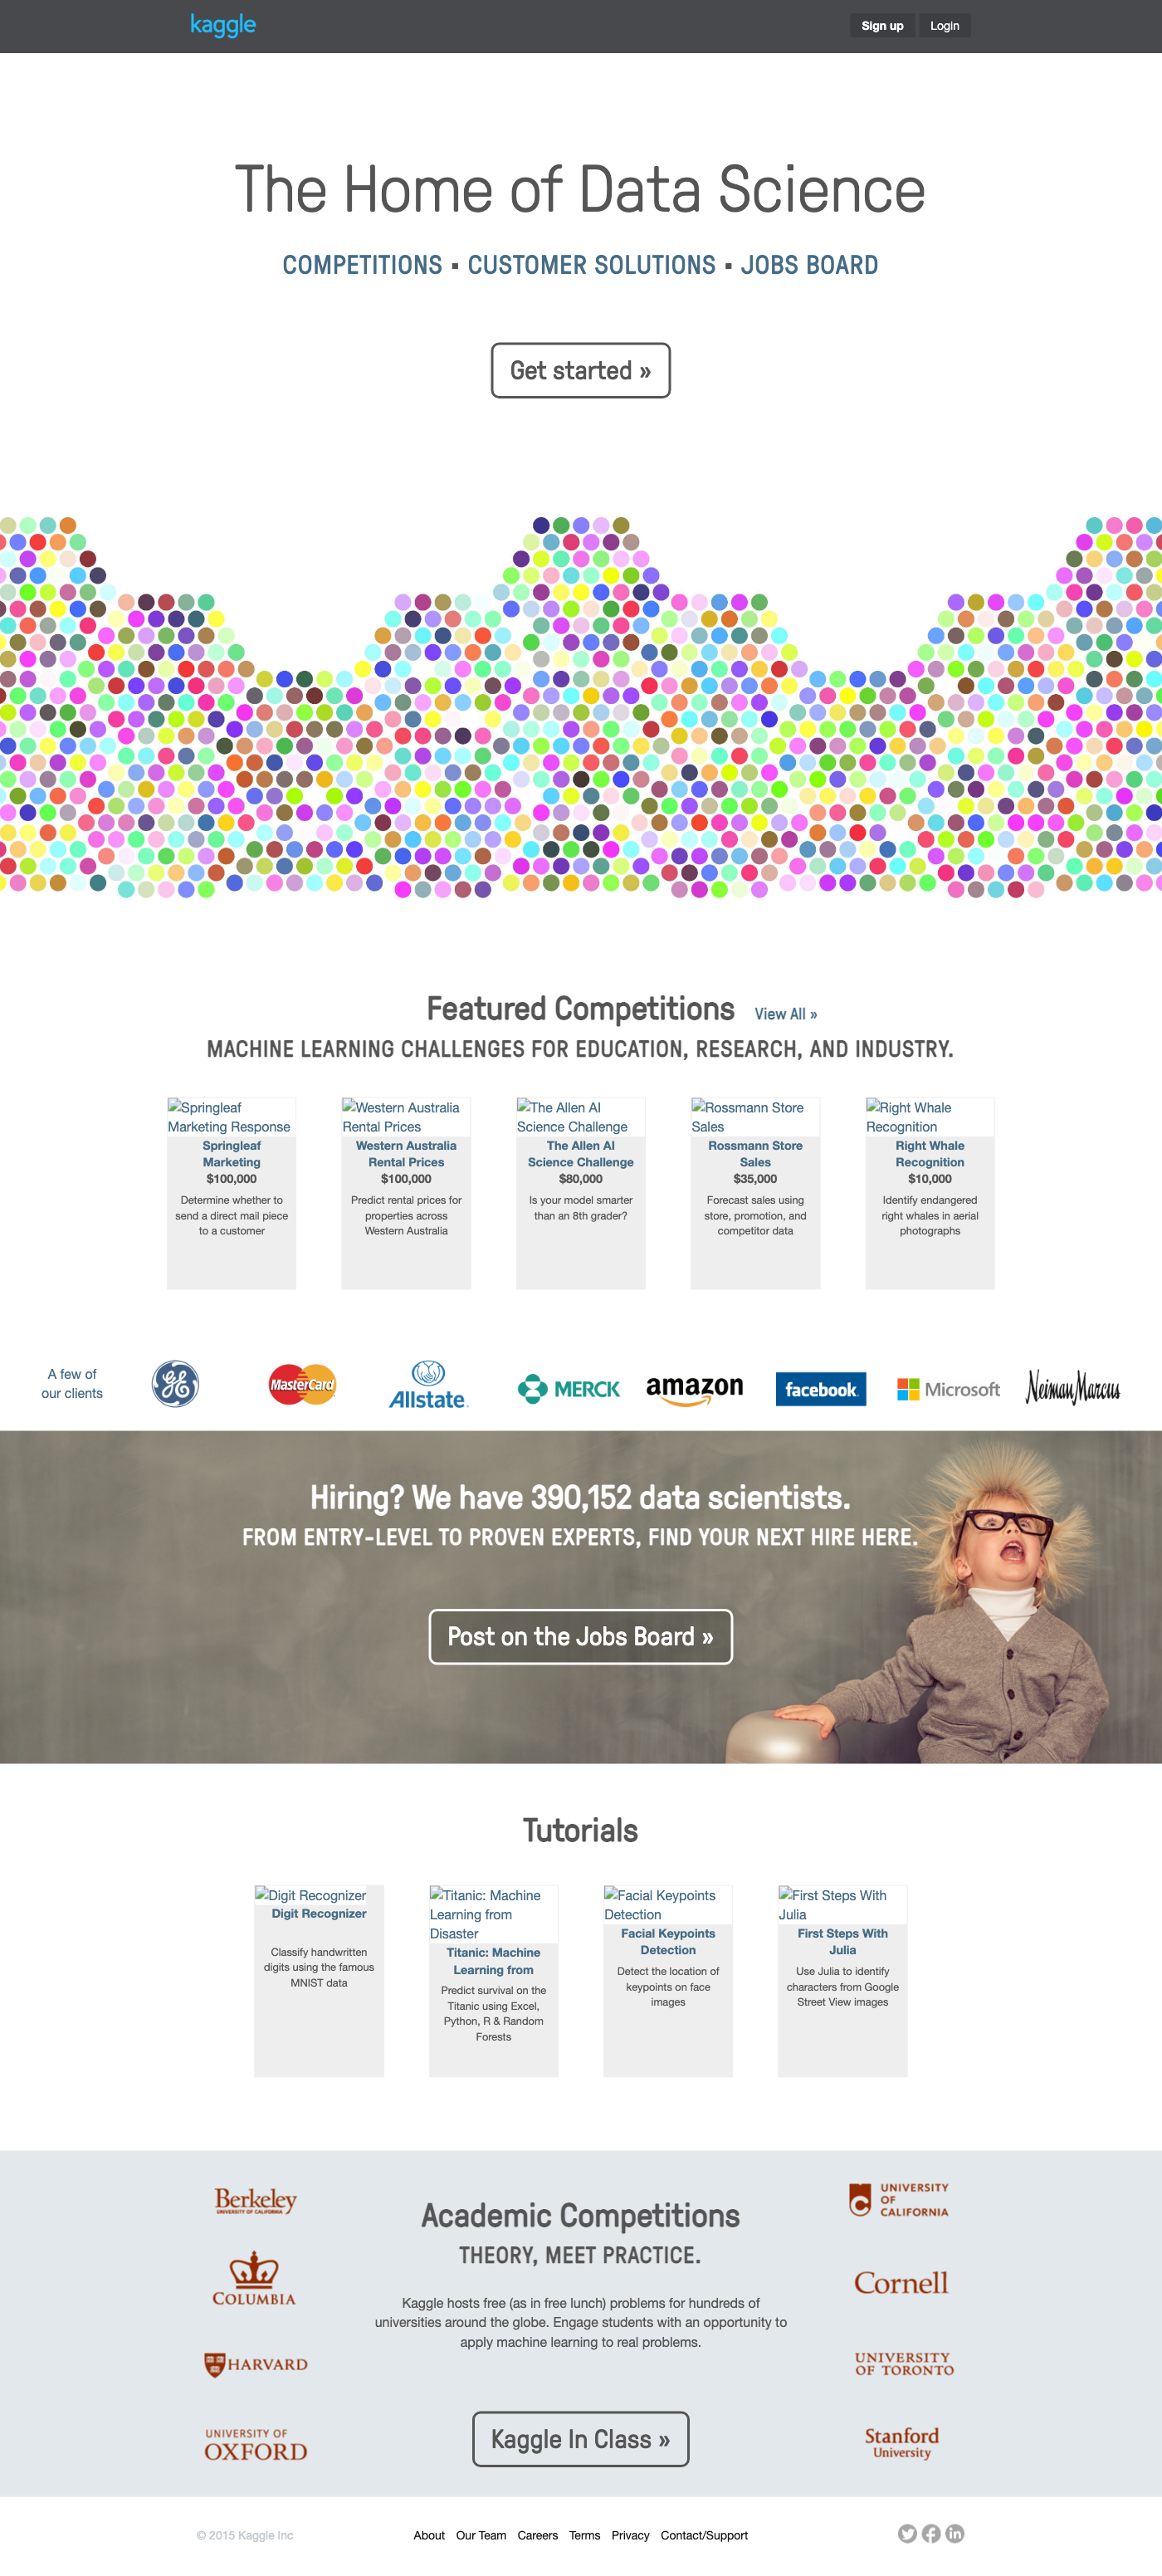 kaggle
Sign up Login
The Home of Data Science
COMPETITIONS ▪ CUSTOMER SOLUTIONS ▪ JOBS BOARD
Get started »
Featured Competitions View All »
MACHINE LEARNING CHALLENGES FOR EDUCATION, RESEARCH, AND INDUSTRY.
Springleaf
Marketing Response
Springleaf
Marketing
$100,000
Determine whether to
send a direct mail piece
to a customer
Western Australia
Rental Prices
Western Australia
Rental Prices
$100,000
Predict rental prices for
properties across
Western Australia
The Allen AI
Science Challenge
The Allen AI
Science Challenge
$80,000
Is your model smarter
than an 8th grader?
Rossmann Store
Sales
Rossmann Store
Sales
$35,000
Forecast sales using
store, promotion, and
competitor data
Right Whale
Recognition
Right Whale
Recognition
$10,000
Identify endangered
right whales in aerial
photographs
A few of
our clients
GE
MasterCard
Allstate
MERCK
amazon
facebook
Microsoft
Neiman Marcus
Hiring? We have 390,152 data scientists.
FROM ENTRY-LEVEL TO PROVEN EXPERTS, FIND YOUR NEXT HIRE HERE.
Post on the Jobs Board »
Tutorials
Digit Recognizer
Digit Recognizer
Classify handwritten
digits using the famous
MNIST data
Titanic: Machine
Learning from
Disaster
Titanic: Machine
Learning from
Predict survival on the
Titanic using Excel,
Python, R & Random
Forests
Facial Keypoints
Detection
Facial Keypoints
Detection
Detect the location of
keypoints on face
images
First Steps With
Julia
First Steps With
Julia
Use Julia to identify
characters from Google
Street View images
Berkeley
UNIVERSITY OF CALIFORNIA
COLUMBIA
HARVARD
UNIVERSITY OF
OXFORD
Academic Competitions
THEORY, MEET PRACTICE.
Kaggle hosts free (as in free lunch) problems for hundreds of
universities around the globe. Engage students with an opportunity to
apply machine learning to real problems.
Kaggle In Class »
UNIVERSITY
OF
CALIFORNIA
Cornell
UNIVERSITY
OF TORONTO
Stanford
University
© 2015 Kaggle Inc
About Our Team Careers Terms Privacy Contact/Support